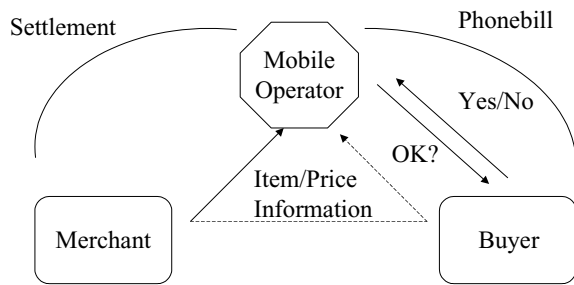 Settlement
Phonebill
Mobile
Operator
Yes/No
OK?
Item/Price
Information
Merchant
Buyer